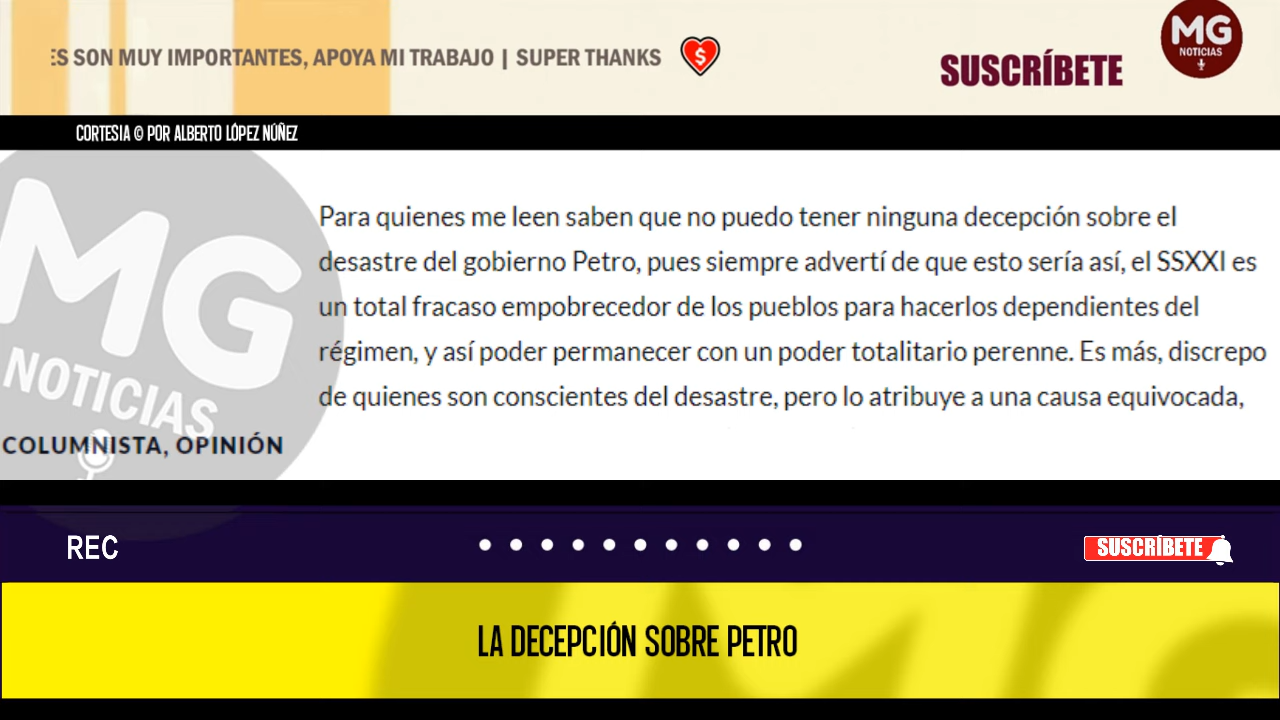 ES SON MUY IMPORTANTES, APOYA MI TRABAJO | SUPER THANKS
SUSCRÍBETE
MG
NOTICIAS
CORTESIA © POR ALBERTO LÓPEZ NÚÑEZ
Para quienes me leen saben que no puedo tener ninguna decepción sobre el
desastre del gobierno Petro, pues siempre advertí de que esto sería así, el SSXXI es
un total fracaso empobrecedor de los pueblos para hacerlos dependientes del
régimen, y así poder permanecer con un poder totalitario perenne. Es más, discrepo
de quienes son conscientes del desastre, pero lo atribuye a una causa equivocada,
MG
NOTICIAS
COLUMNISTA, OPINIÓN
REC
SUSCRÍBETE
LA DECEPCIÓN SOBRE PETRO